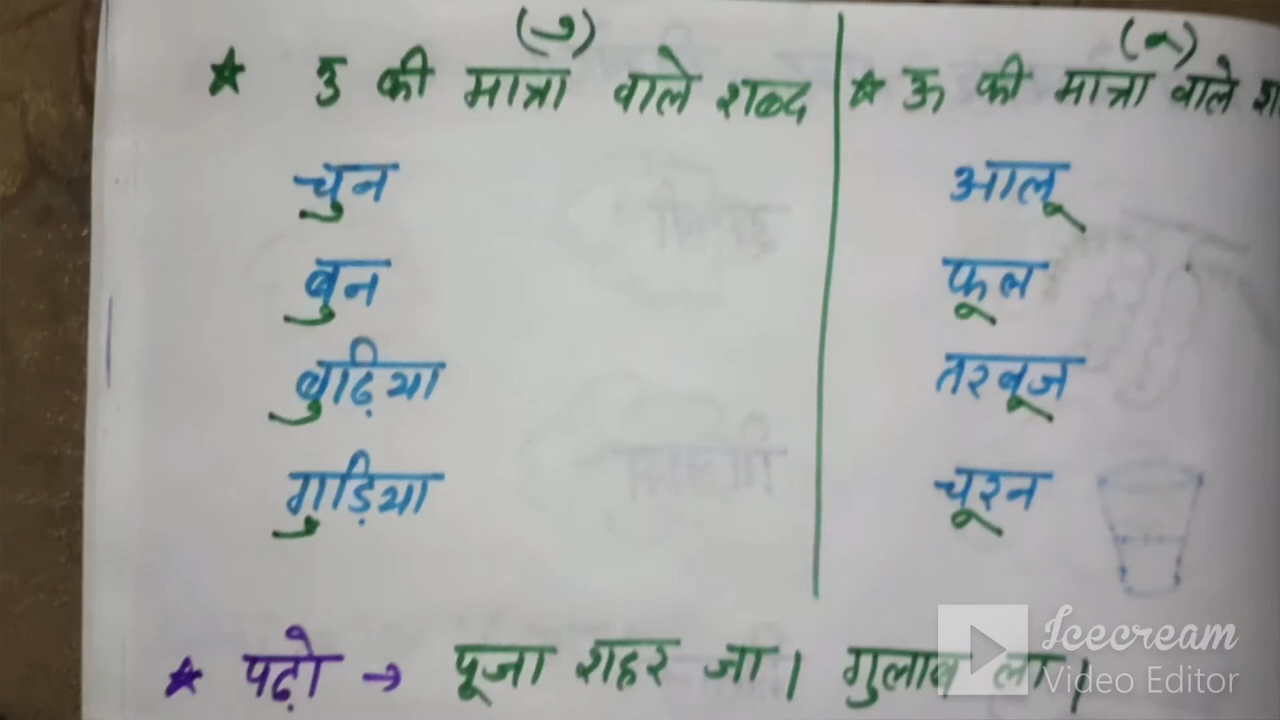 (ु)
★ उ की मात्रा वाले शब्द
चुन
बुन
बुढ़िया
गुड़िया
(ू)
★ ऊ की मात्रा वाले
आलू
फूल
तरबूज
चूरन
★ पढ़ो → पूजा शहर जा। गुलाब ला।
Icecream
Video Editor